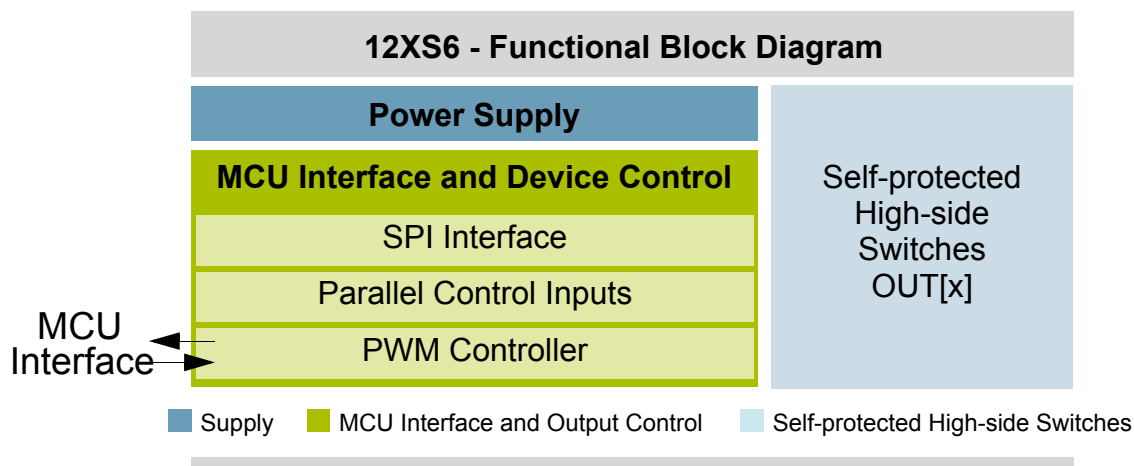 12XS6 - Functional Block Diagram
Power Supply
MCU Interface and Device Control
SPI Interface
Parallel Control Inputs
PWM Controller
Self-protected
High-side
Switches
OUT[x]
MCU
Interface
Supply
MCU Interface and Output Control
Self-protected High-side Switches